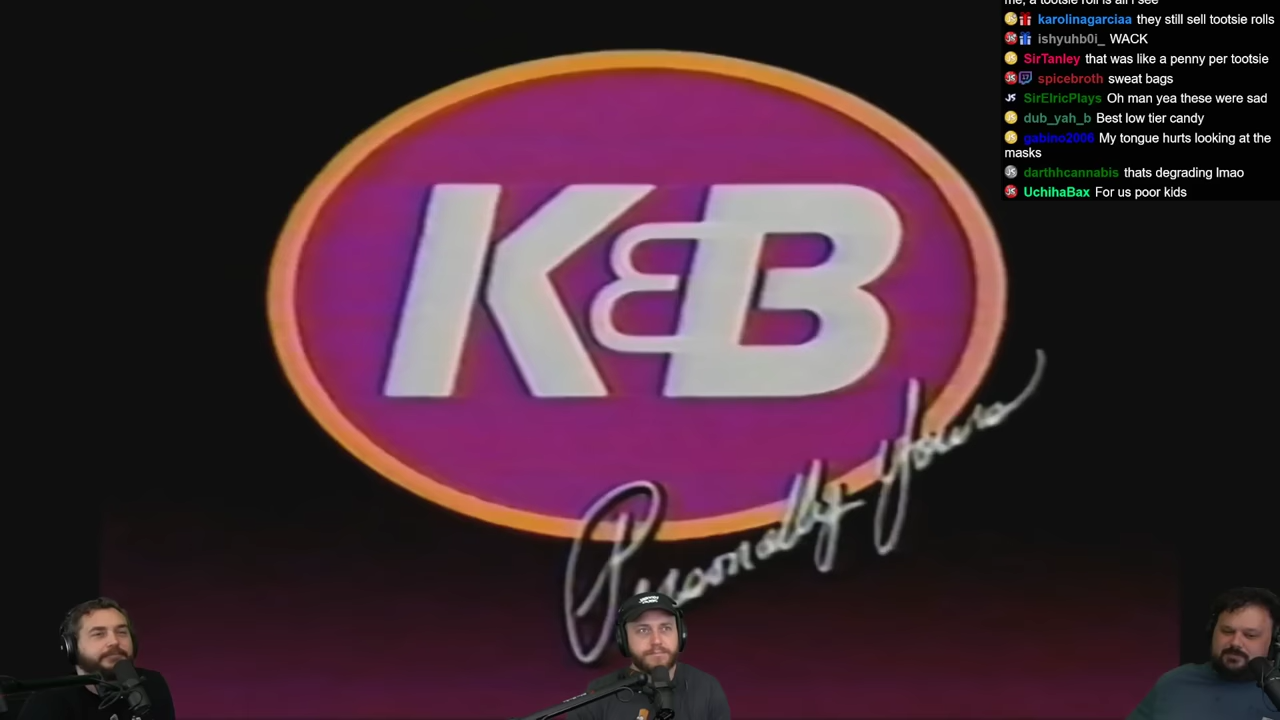 me, a tootsie roll is all i see
karolinagarciaa they still sell tootsie rolls
ishyuhb0i_ WACK
SirTanley that was like a penny per tootsie
spicebroth sweat bags
SirElricPlays Oh man yea these were sad
dub_yah_b Best low tier candy
gabino2006 My tongue hurts looking at the
masks
darthhcannabis thats degrading lmao
UchihaBax For us poor kids
K&B
Personally Yours